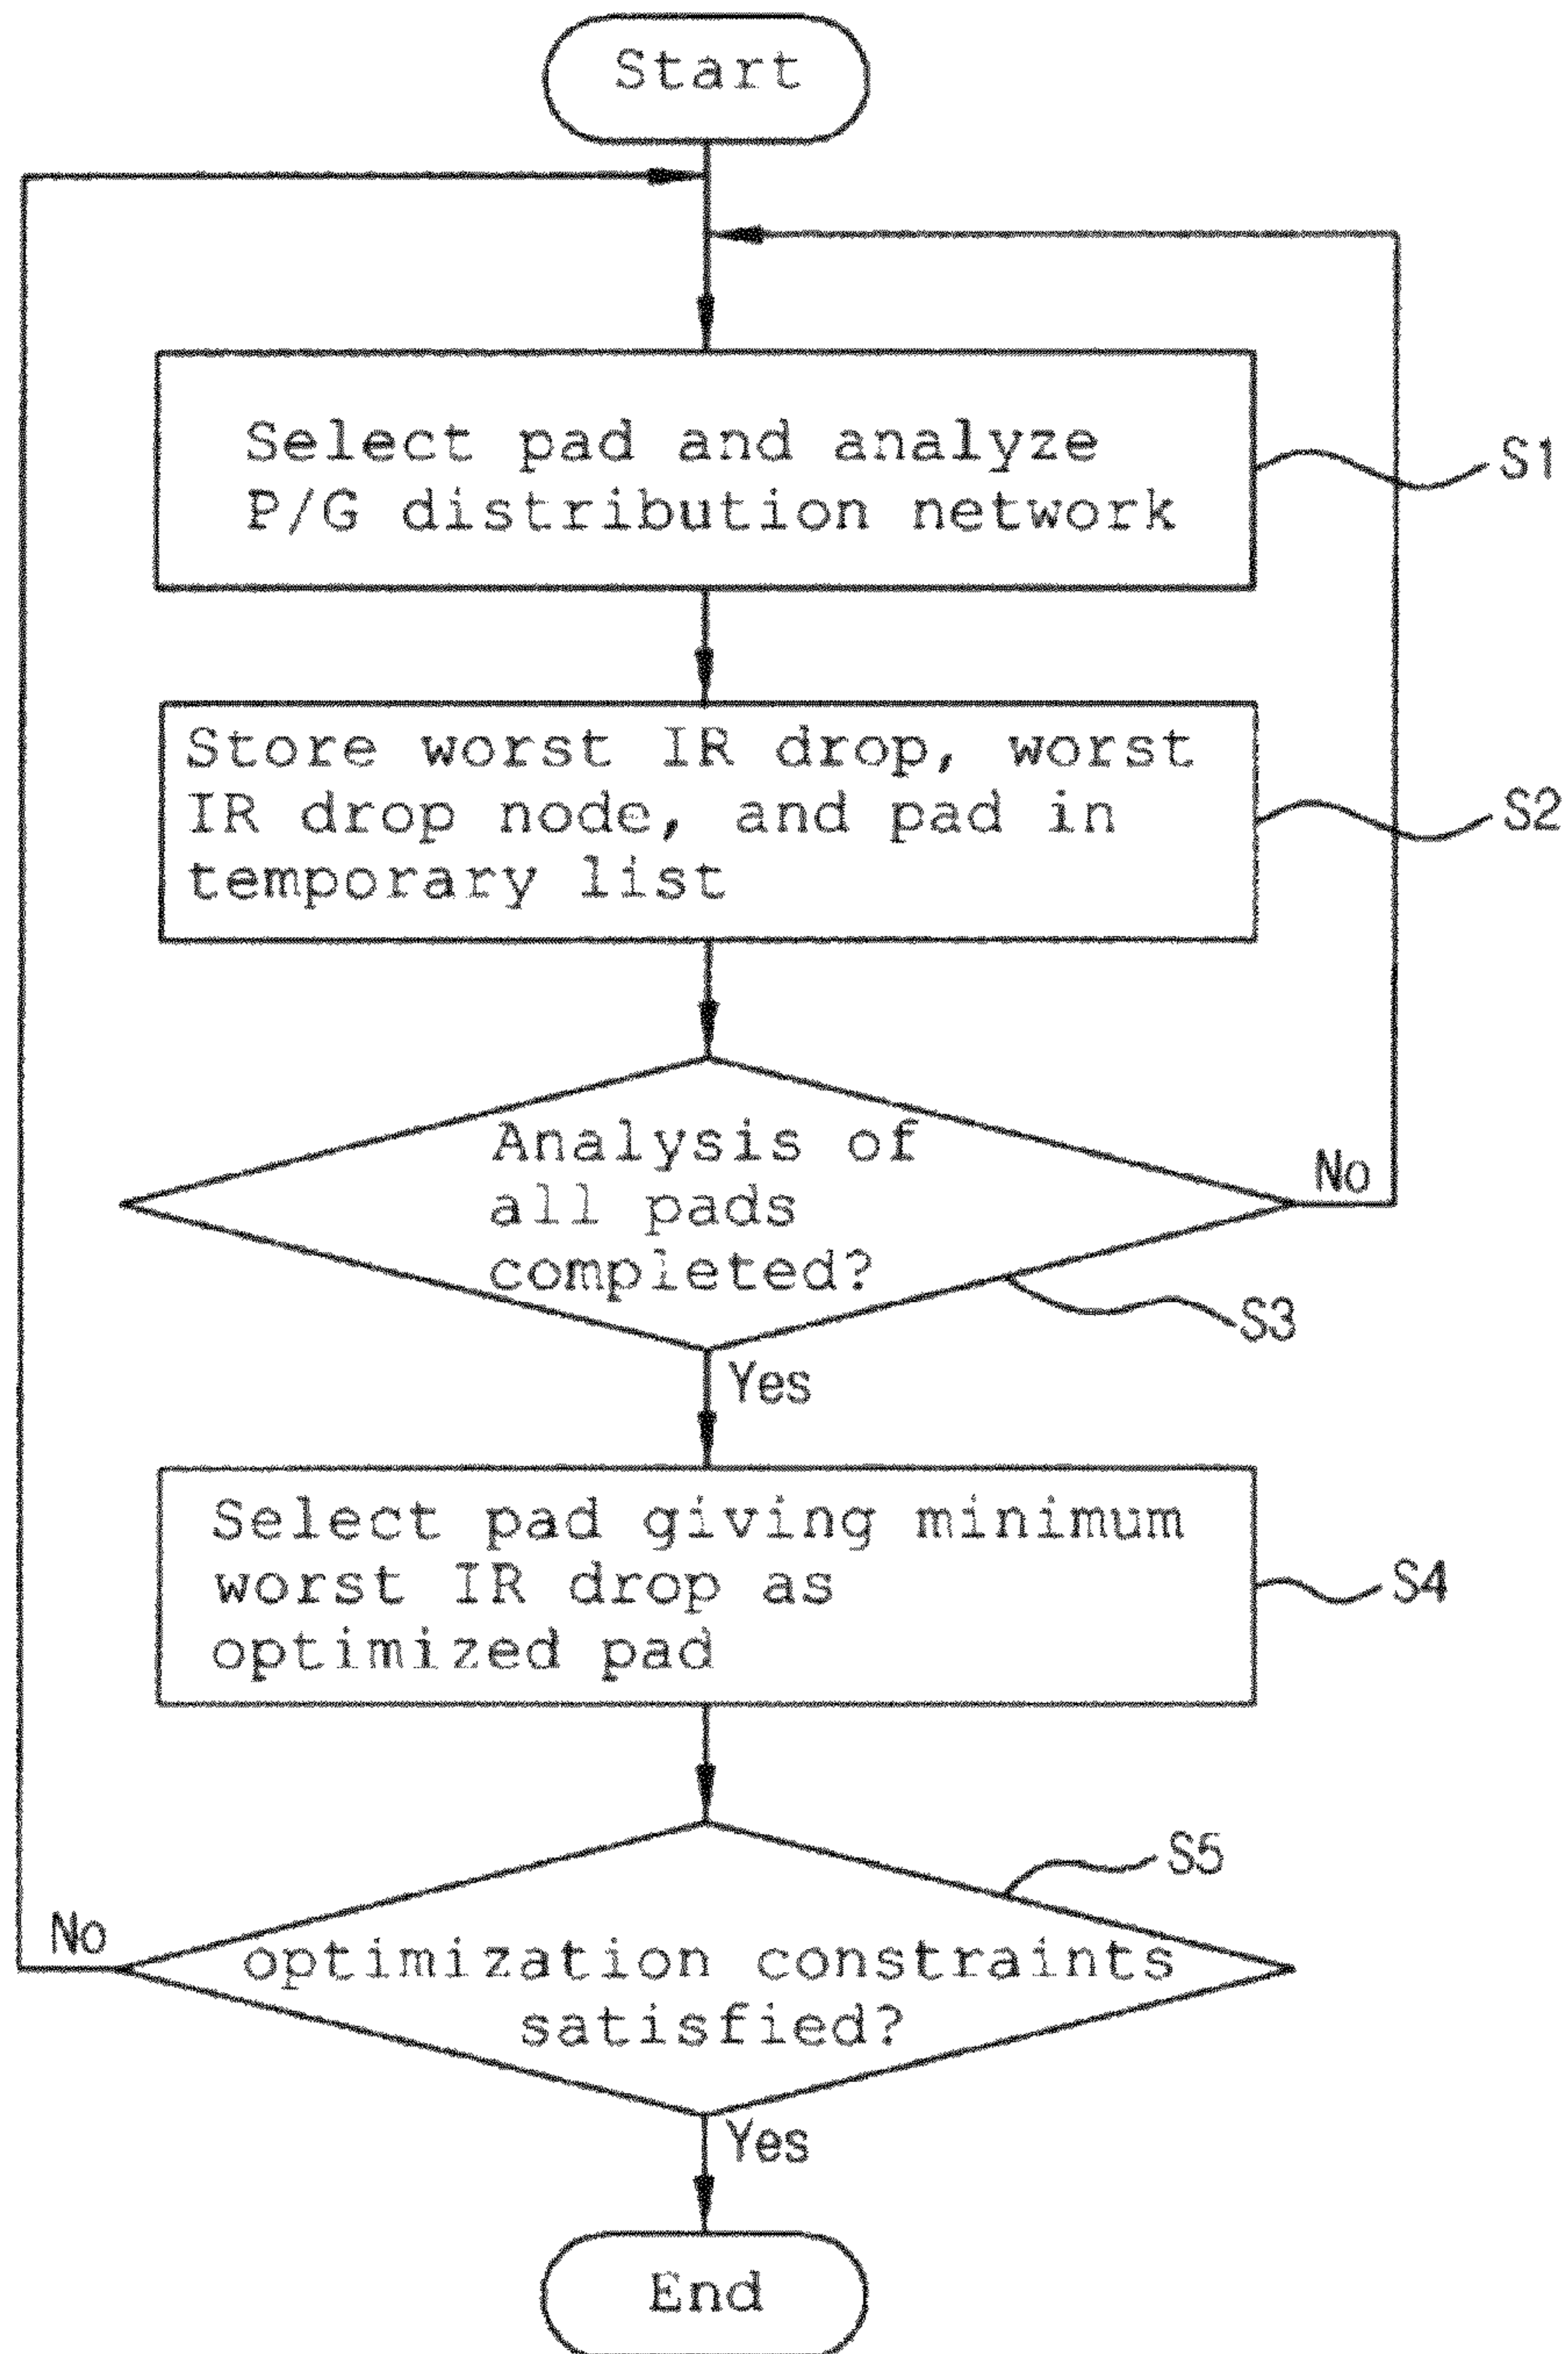 Start
Select pad and analyze
P/G distribution network
S1
Store worst IR drop, worst
IR drop node, and pad in
temporary list
S2
Analysis of
all pads
completed?
No
S3
Yes
Select pad giving minimum
worst IR drop as
optimized pad
S4
S5
No
optimization constraints
satisfied?
Yes
End